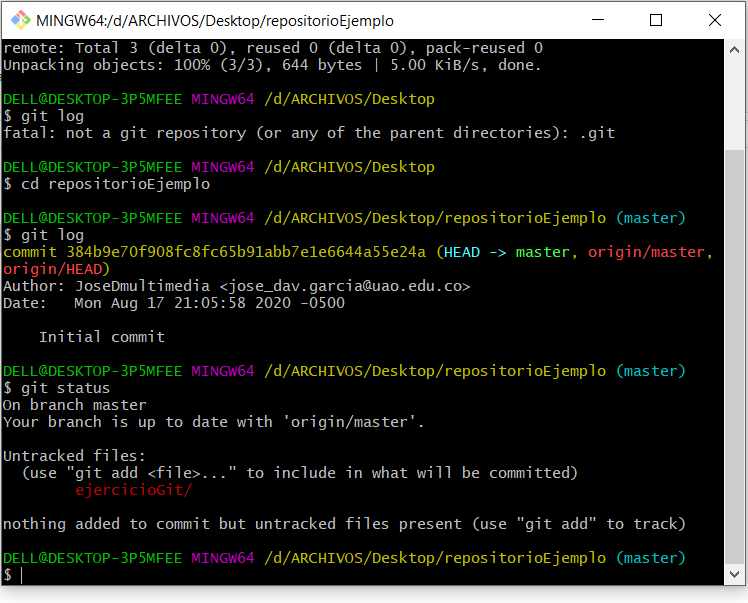 MINGW64:/d/ARCHIVOS/Desktop/repositorioEjemplo
remote: Total 3 (delta 0), reused 0 (delta 0), pack-reused 0
Unpacking objects: 100% (3/3), 644 bytes | 5.00 KiB/s, done.
DELL@DESKTOP-3P5MFEE MINGW64 /d/ARCHIVOS/Desktop
$ git log
fatal: not a git repository (or any of the parent directories): .git
DELL@DESKTOP-3P5MFEE MINGW64 /d/ARCHIVOS/Desktop
$ cd repositorioEjemplo
DELL@DESKTOP-3P5MFEE MINGW64 /d/ARCHIVOS/Desktop/repositorioEjemplo (master)
$ git log
commit 384b9e70f908fc8fc65b91abb7e1e6644a55e24a (HEAD -> master, origin/master,
origin/HEAD)
Author: JoseDmultimedia <jose_dav.garcia@uao.edu.co>
Date:   Mon Aug 17 21:05:58 2020 -0500
    Initial commit
DELL@DESKTOP-3P5MFEE MINGW64 /d/ARCHIVOS/Desktop/repositorioEjemplo (master)
$ git status
On branch master
Your branch is up to date with 'origin/master'.
Untracked files:
  (use "git add <file>..." to include in what will be committed)
        ejercicioGit/
nothing added to commit but untracked files present (use "git add" to track)
DELL@DESKTOP-3P5MFEE MINGW64 /d/ARCHIVOS/Desktop/repositorioEjemplo (master)
$